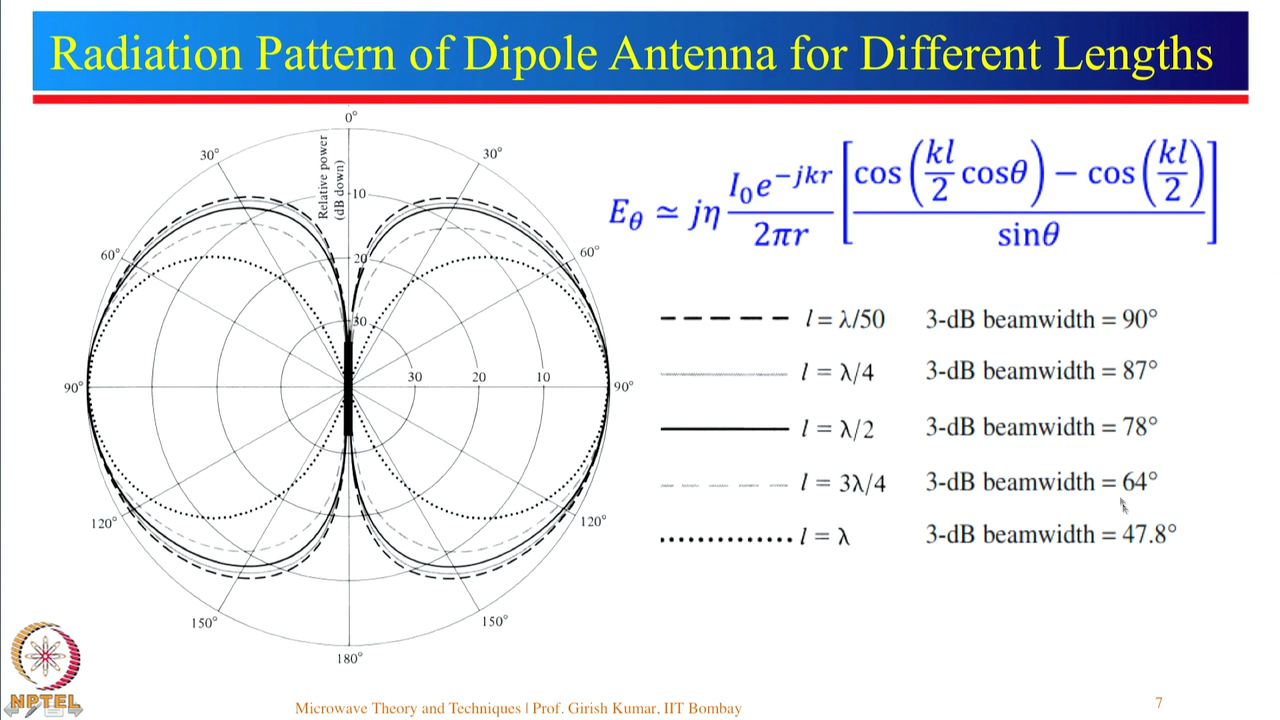 Radiation Pattern of Dipole Antenna for Different Lengths
0°
30°
30°
Relative power
(dB down)
10
20
30
60°
60°
90°
30
20
10
90°
120°
120°
150°
150°
180°
E_θ ≃ jη I₀e^{-jkr} / 2πr [ cos(kl/2 cosθ) − cos(kl/2) / sinθ ]
l = λ/50 3-dB beamwidth = 90°
l = λ/4 3-dB beamwidth = 87°
l = λ/2 3-dB beamwidth = 78°
l = 3λ/4 3-dB beamwidth = 64°
l = λ 3-dB beamwidth = 47.8°
NPTEL
Microwave Theory and Techniques | Prof. Girish Kumar, IIT Bombay
7